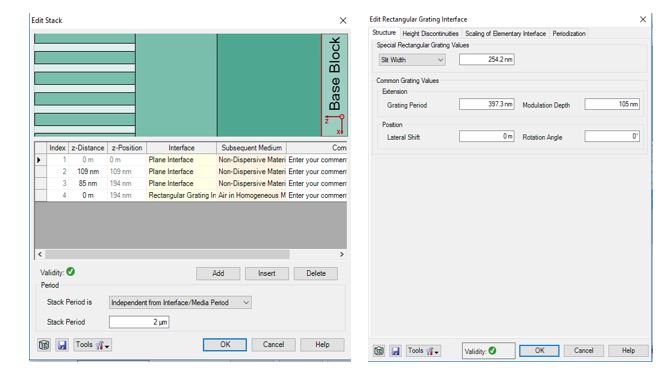 Edit Stack
Base Block
z
x
Index z-Distance z-Position Interface Subsequent Medium Com
1 0 m 0 m Plane Interface Non-Dispersive Materi Enter your commen
2 109 nm 109 nm Plane Interface Non-Dispersive Materi Enter your commen
3 85 nm 194 nm Plane Interface Non-Dispersive Materi Enter your commen
4 0 m 194 nm Rectangular Grating In Air in Homogeneous M Enter your commen
Validity:
Add Insert Delete
Period
Stack Period is Independent from Interface/Media Period
Stack Period 2 µm
Tools OK Cancel Help
Edit Rectangular Grating Interface
Structure Height Discontinuities Scaling of Elementary Interface Periodization
Special Rectangular Grating Values
Slit Width 254.2 nm
Common Grating Values
Extension
Grating Period 397.3 nm Modulation Depth 105 nm
Position
Lateral Shift 0 m Rotation Angle 0°
Tools Validity: OK Cancel Help